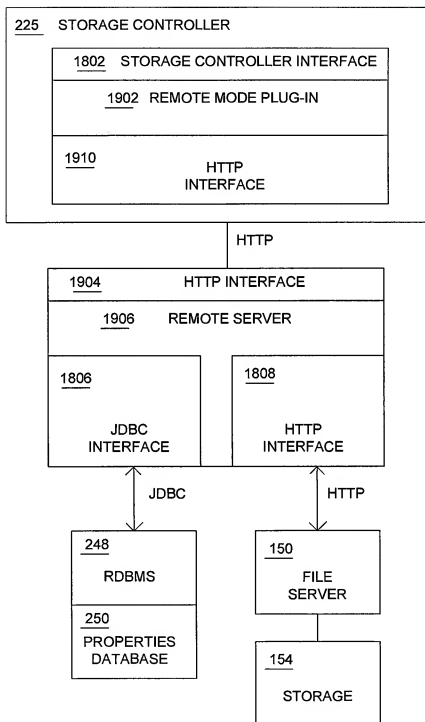 225 STORAGE CONTROLLER
1802 STORAGE CONTROLLER INTERFACE
1902 REMOTE MODE PLUG-IN
1910
HTTP
INTERFACE
HTTP
1904 HTTP INTERFACE
1906 REMOTE SERVER
1806
JDBC
INTERFACE
1808
HTTP
INTERFACE
JDBC
HTTP
248
RDBMS
250
PROPERTIES
DATABASE
150
FILE
SERVER
154
STORAGE